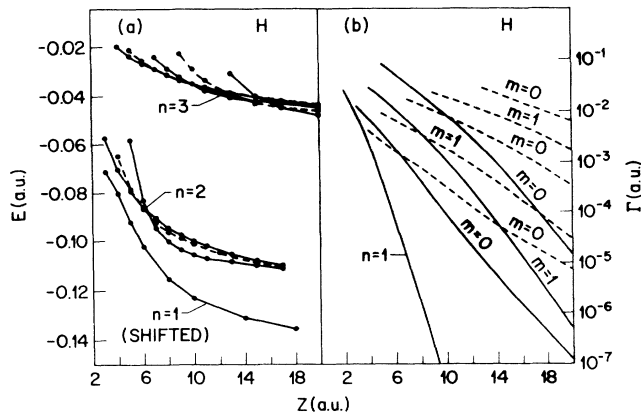 (a) H
-0.02
-0.04
-0.06
-0.08
-0.10
-0.12
-0.14
E (a.u.)
n=3
n=2
n=1
(SHIFTED)
2 6 10 14 18
(b) H
m=0
m=1
m=0
m=1
m=0
m=0
m=0
m=1
n=1
2 6 10 14 18
10⁻¹
10⁻²
10⁻³
10⁻⁴
10⁻⁵
10⁻⁶
10⁻⁷
Γ (a.u.)
Z (a.u.)